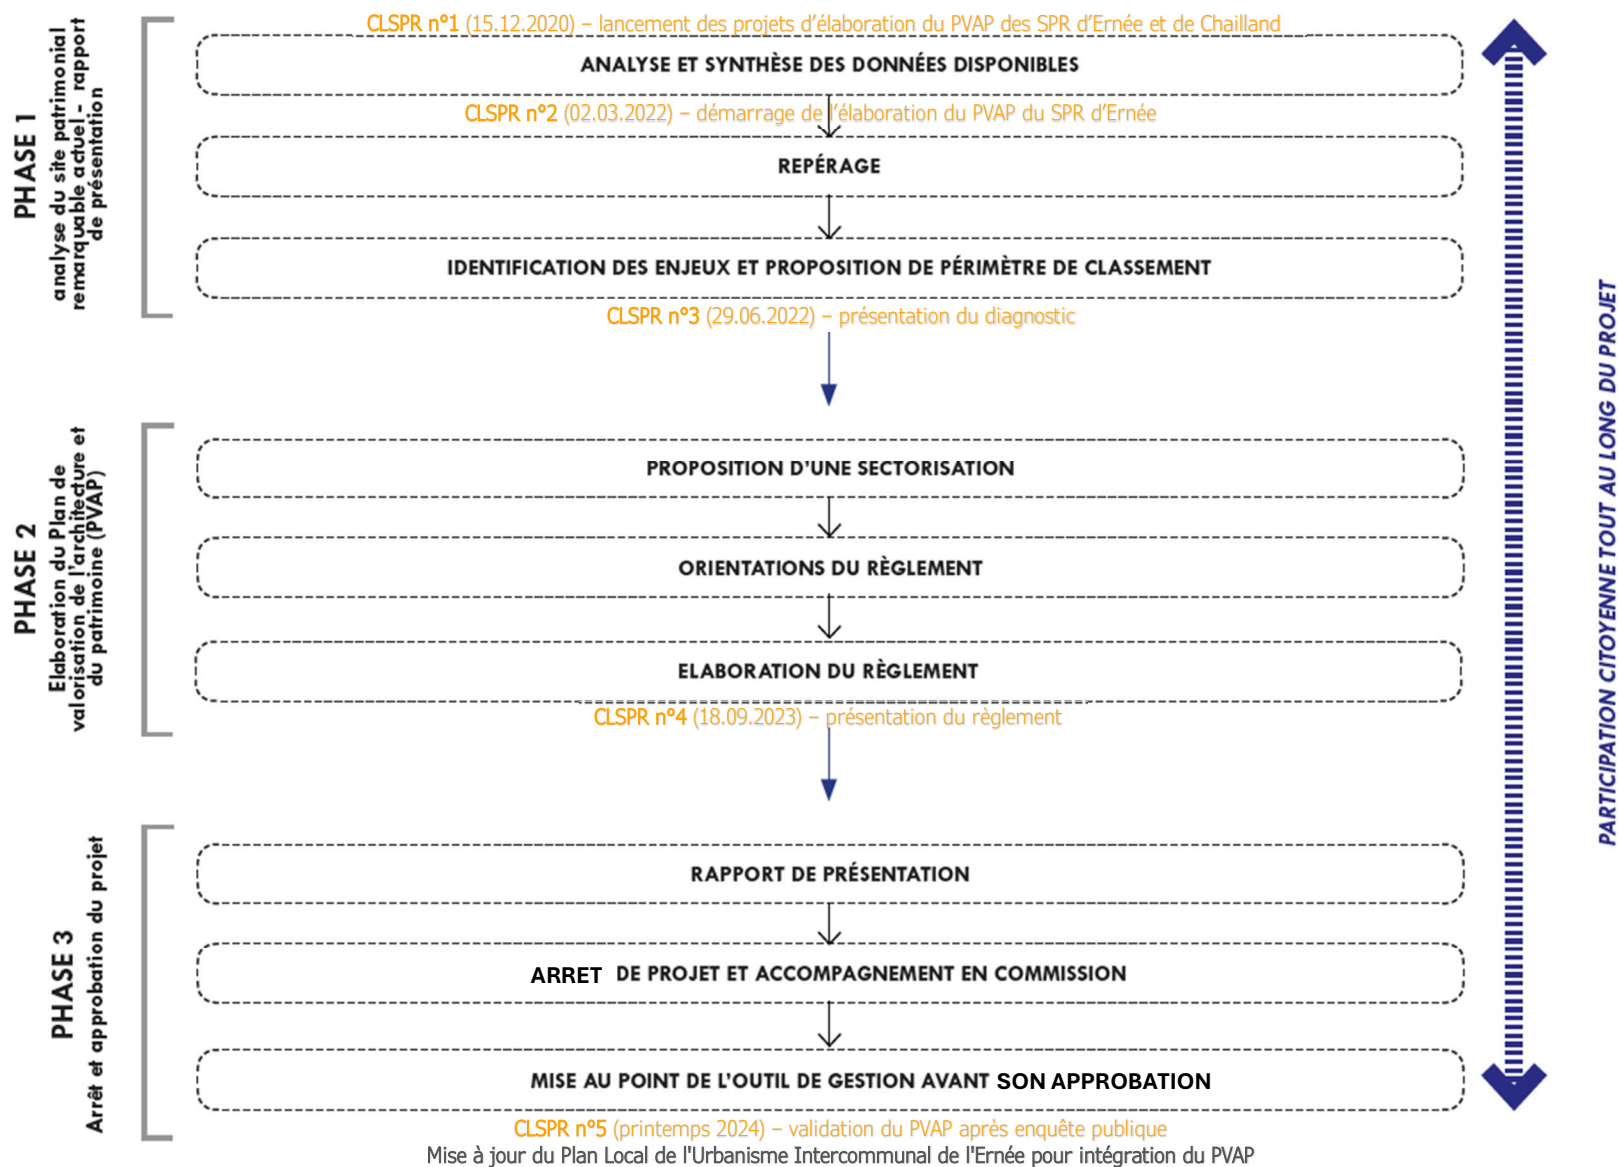 CLSPR n°1 (15.12.2020) – lancement des projets d'élaboration du PVAP des SPR d'Ernée et de Chailland
PHASE 1
analyse du site patrimonial
remarquable actuel - rapport
de présentation
ANALYSE ET SYNTHÈSE DES DONNÉES DISPONIBLES
CLSPR n°2 (02.03.2022) – démarrage de l'élaboration du PVAP du SPR d'Ernée
REPÉRAGE
IDENTIFICATION DES ENJEUX ET PROPOSITION DE PÉRIMÈTRE DE CLASSEMENT
CLSPR n°3 (29.06.2022) – présentation du diagnostic
PHASE 2
Elaboration du Plan de
valorisation de l'architecture et
du patrimoine (PVAP)
PROPOSITION D'UNE SECTORISATION
ORIENTATIONS DU RÈGLEMENT
ELABORATION DU RÈGLEMENT
CLSPR n°4 (18.09.2023) – présentation du règlement
PHASE 3
Arrêt et approbation du projet
RAPPORT DE PRÉSENTATION
ARRET DE PROJET ET ACCOMPAGNEMENT EN COMMISSION
MISE AU POINT DE L'OUTIL DE GESTION AVANT SON APPROBATION
CLSPR n°5 (printemps 2024) – validation du PVAP après enquête publique
Mise à jour du Plan Local de l'Urbanisme Intercommunal de l'Ernée pour intégration du PVAP
PARTICIPATION CITOYENNE TOUT AU LONG DU PROJET